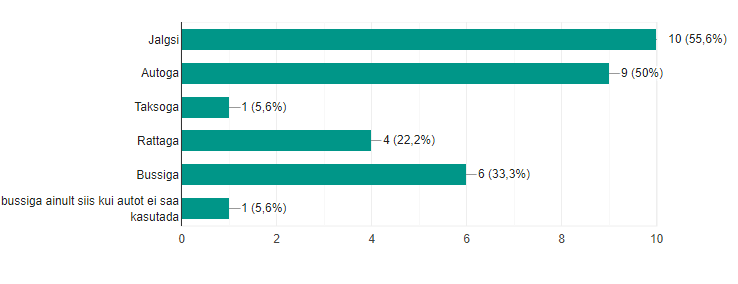 Jalgsi
10 (55,6%)
Autoga
9 (50%)
Taksoga
1 (5,6%)
Rattaga
4 (22,2%)
Bussiga
6 (33,3%)
bussiga ainult siis kui autot ei saa
kasutada
1 (5,6%)
0 2 4 6 8 10